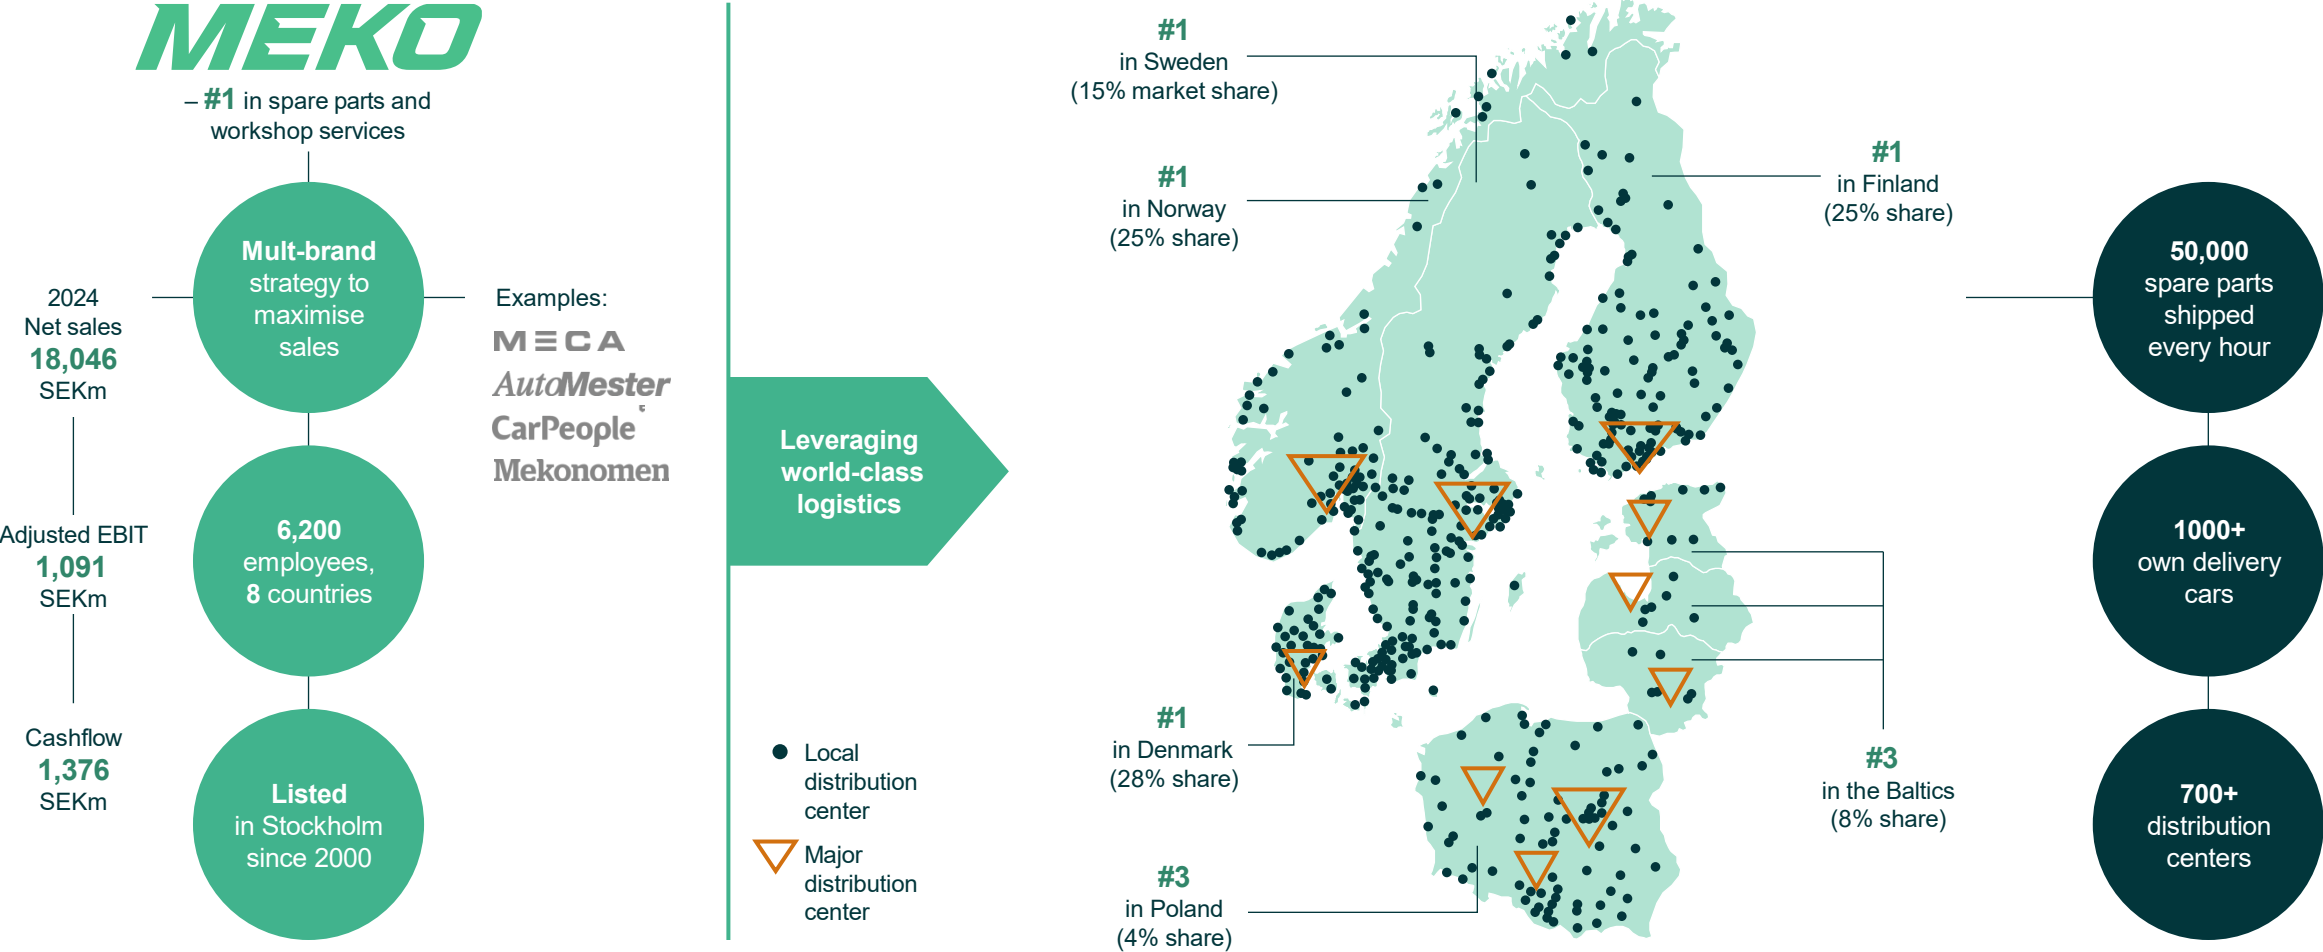 MEKO
– #1 in spare parts and
workshop services
Mult-brand
strategy to
maximise
sales
6,200
employees,
8 countries
Listed
in Stockholm
since 2000
2024
Net sales
18,046
SEKm
Adjusted EBIT
1,091
SEKm
Cashflow
1,376
SEKm
Examples:
MECA
AutoMester
CarPeople
Mekonomen
Leveraging
world-class
logistics
Local
distribution
center
Major
distribution
center
#1
in Sweden
(15% market share)
#1
in Norway
(25% share)
#1
in Finland
(25% share)
#1
in Denmark
(28% share)
#3
in Poland
(4% share)
#3
in the Baltics
(8% share)
50,000
spare parts
shipped
every hour
1000+
own delivery
cars
700+
distribution
centers